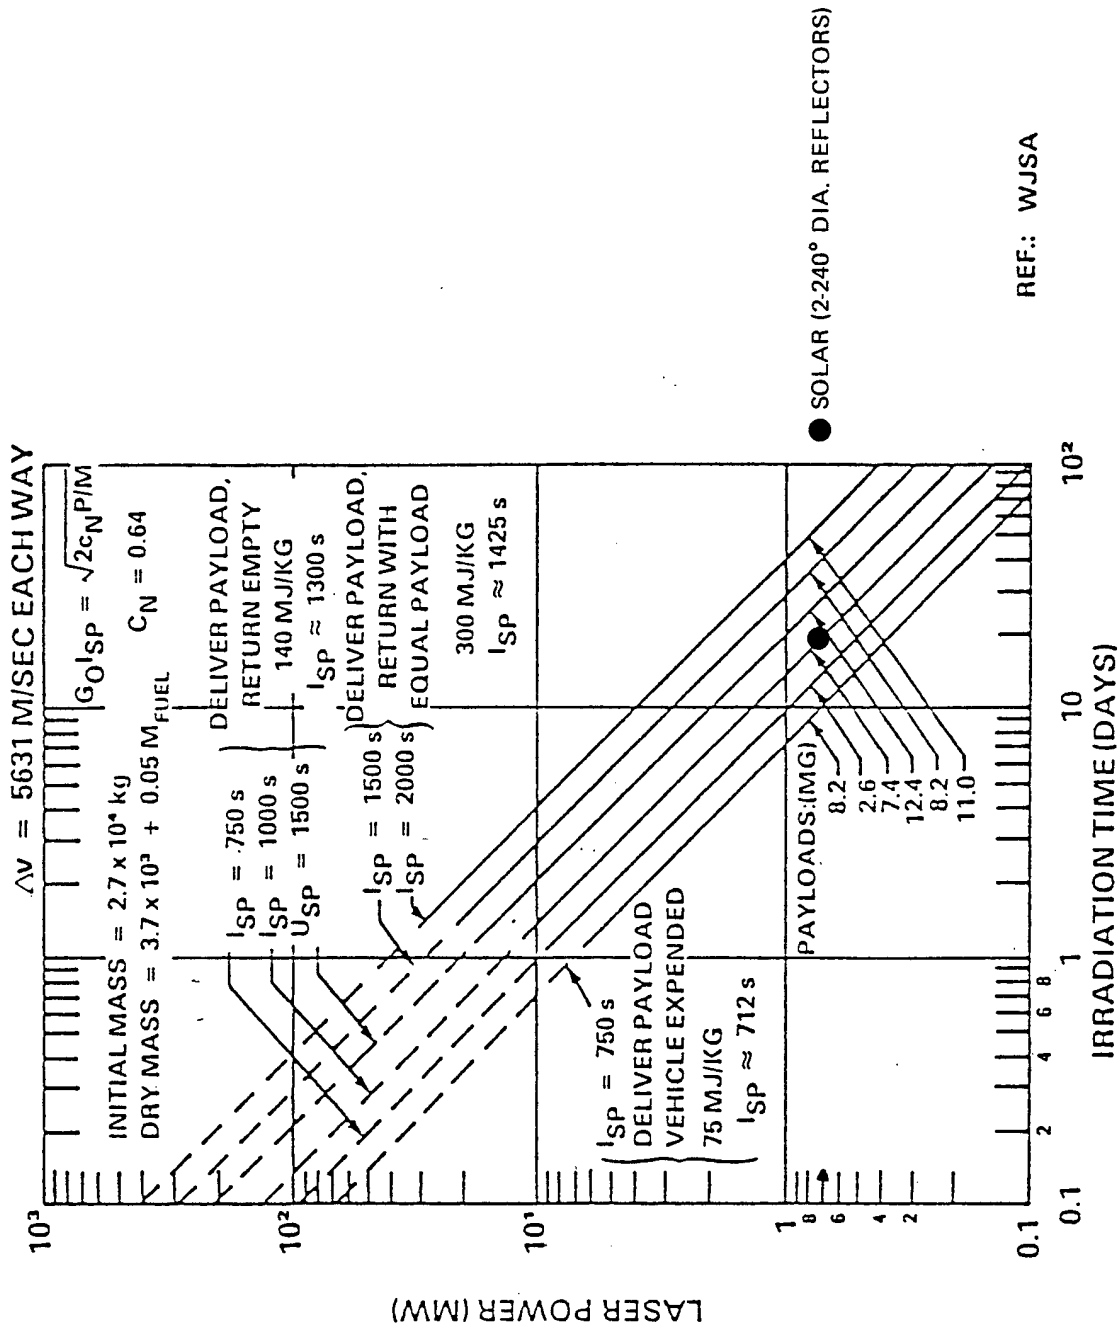 Δv = 5631 M/SEC EACH WAY
INITIAL MASS = 2.7 x 10⁴ kg
DRY MASS = 3.7 x 10³ + 0.05 M_FUEL
G_O I_SP = √2c_N P/M
C_N = 0.64
I_SP = 750 s
I_SP = 1000 s
U_SP = 1500 s
DELIVER PAYLOAD,
RETURN EMPTY
140 MJ/KG
I_SP ≈ 1300 s
I_SP = 1500 s
I_SP = 2000 s
DELIVER PAYLOAD,
RETURN WITH
EQUAL PAYLOAD
300 MJ/KG
I_SP ≈ 1425 s
I_SP = 750 s
DELIVER PAYLOAD
VEHICLE EXPENDED
75 MJ/KG
I_SP ≈ 712 s
PAYLOADS:(MG)
8.2
2.6
7.4
12.4
8.2
11.0
SOLAR (2-240° DIA. REFLECTORS)
REF.: WJSA
LASER POWER (MW)
10³
10²
10¹
1
8
6
4
2
0.1
0.1
2
4
6
8
1
10
10²
IRRADIATION TIME (DAYS)